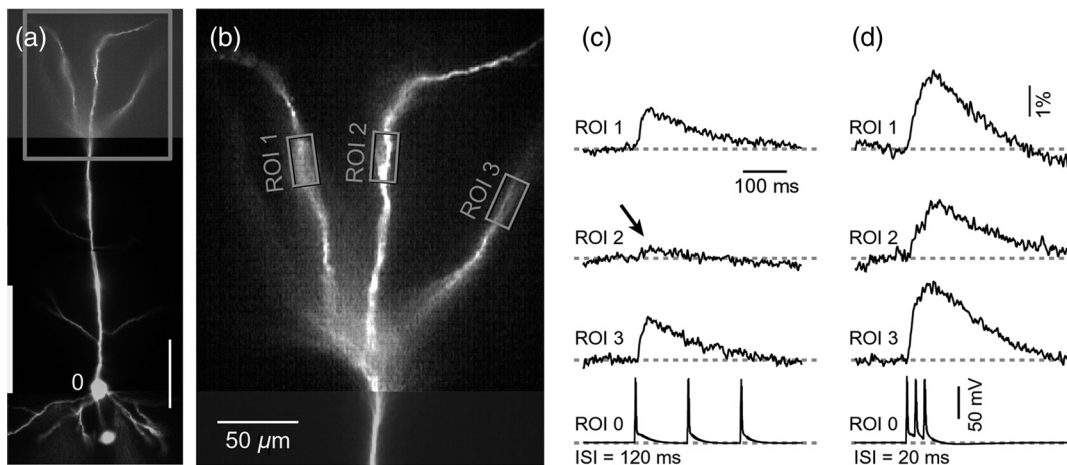 (a)
0
(b)
ROI 1
ROI 2
ROI 3
50 µm
(c)
ROI 1
100 ms
ROI 2
ROI 3
ROI 0
ISI = 120 ms
(d)
1%
ROI 1
ROI 2
ROI 3
50 mV
ROI 0
ISI = 20 ms